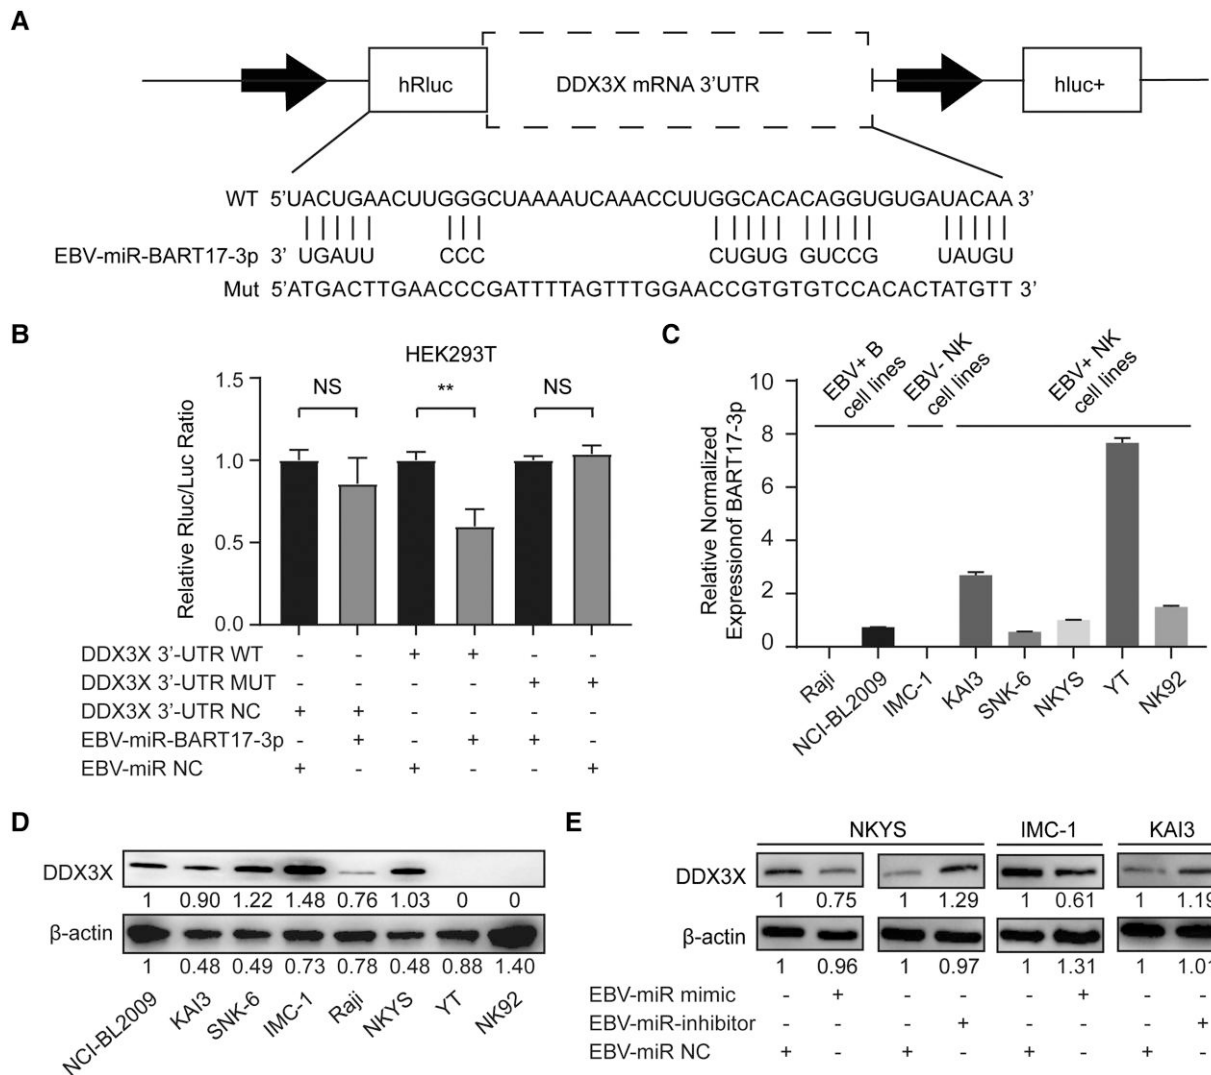 A
hRluc
DDX3X mRNA 3'UTR
hluc+
WT 5'UACUGAACUUGGGCUAAAAUCAAACCUUGGCACACAGGUGUGAUACAA 3'
EBV-miR-BART17-3p 3' UGAUU CCC CUGUG GUCCG UAUGU
Mut 5'ATGACTTGAACCCGATTTTAGTTTGGAACCGTGTGTCCACACTATGTT 3'
B
HEK293T
NS ** NS
Relative Rluc/Luc Ratio
1.5
1.0
0.5
0.0
DDX3X 3'-UTR WT - - + + - -
DDX3X 3'-UTR MUT - - - - + +
DDX3X 3'-UTR NC + + - - - -
EBV-miR-BART17-3p - + - + + -
EBV-miR NC + - + - - +
C
EBV+ B cell lines
EBV- NK cell lines
EBV+ NK cell lines
Relative Normalized
Expression of BART17-3p
10
8
6
4
2
0
Raji NCI-BL2009 IMC-1 KAI3 SNK-6 NKYS YT NK92
D
DDX3X
1 0.90 1.22 1.48 0.76 1.03 0 0
β-actin
1 0.48 0.49 0.73 0.78 0.48 0.88 1.40
NCI-BL2009 KAI3 SNK-6 IMC-1 Raji NKYS YT NK92
E
NKYS IMC-1 KAI3
DDX3X
1 0.75 1 1.29 1 0.61 1 1.19
β-actin
1 0.96 1 0.97 1 1.31 1 1.01
EBV-miR mimic - + - - - + - -
EBV-miR-inhibitor - - - + - - - +
EBV-miR NC + - + - + - + -